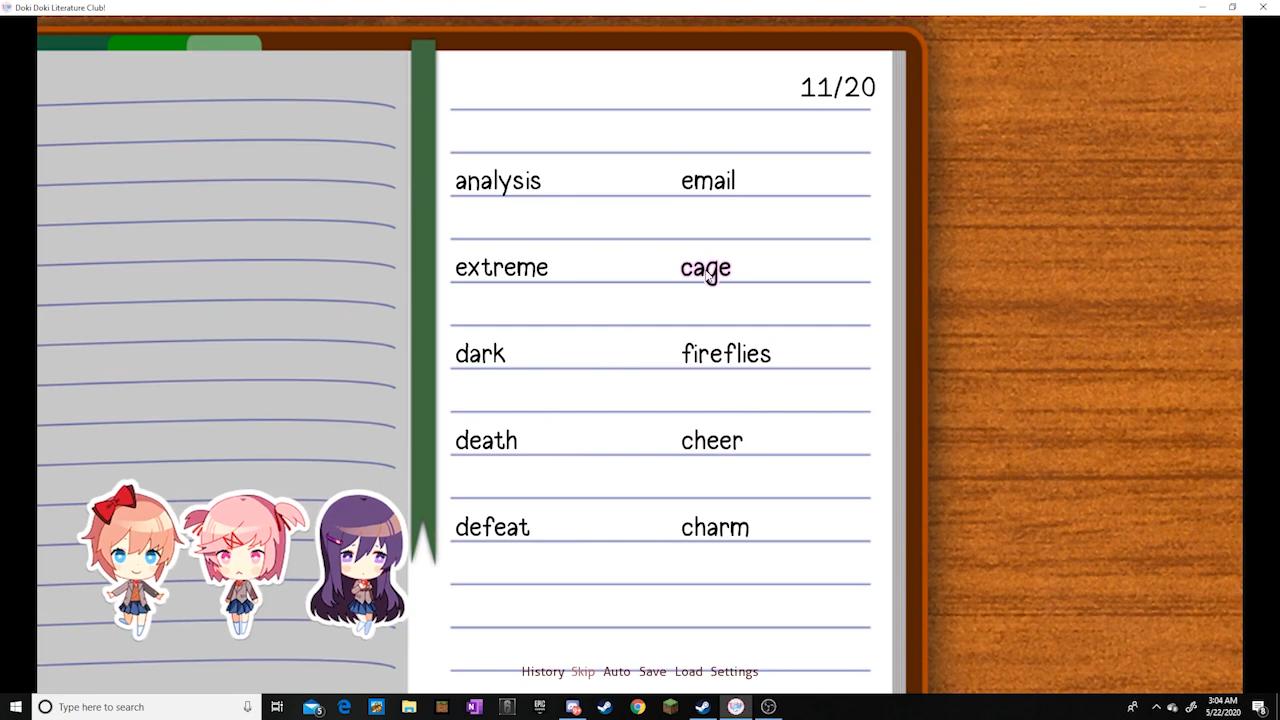 Doki Doki Literature Club!
11/20
analysis email
extreme cage
dark fireflies
death cheer
defeat charm
History Skip Auto Save Load Settings
Type here to search
3:04 AM
5/22/2020